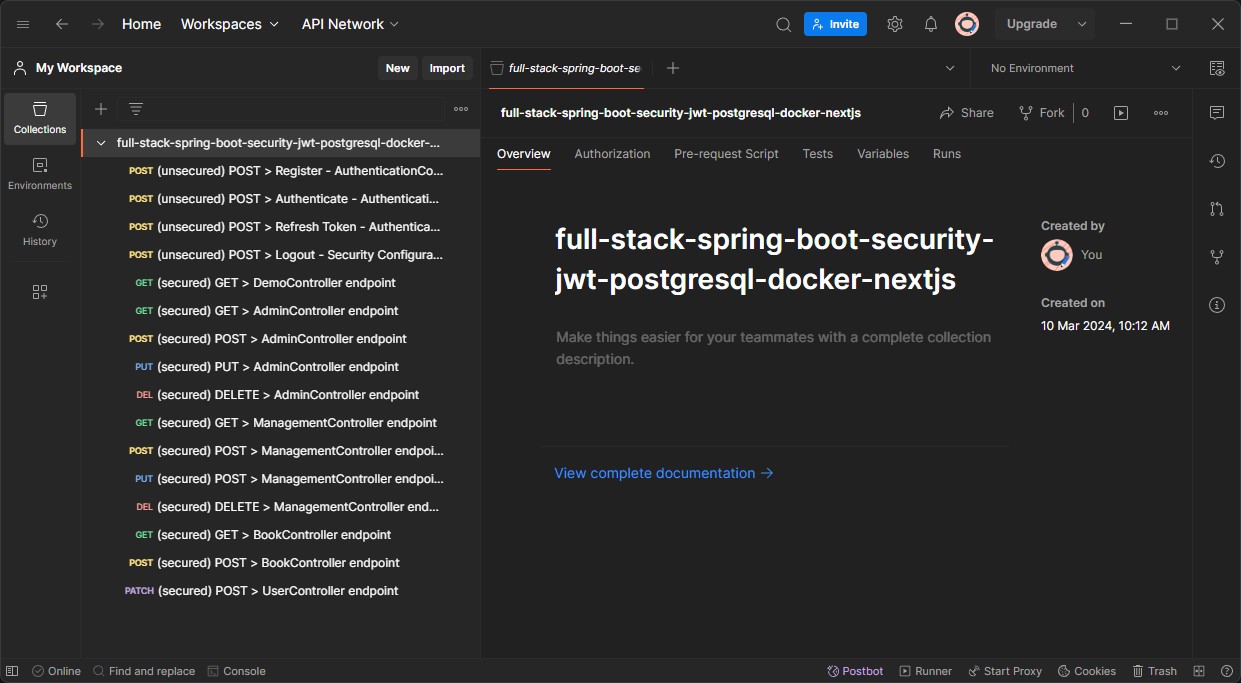 Home Workspaces API Network Invite Upgrade
My Workspace New Import full-stack-spring-boot-se No Environment
Collections
Environments
History
full-stack-spring-boot-security-jwt-postgresql-docker-...
POST (unsecured) POST > Register - AuthenticationCo...
POST (unsecured) POST > Authenticate - Authenticati...
POST (unsecured) POST > Refresh Token - Authentica...
POST (unsecured) POST > Logout - Security Configura...
GET (secured) GET > DemoController endpoint
GET (secured) GET > AdminController endpoint
POST (secured) POST > AdminController endpoint
PUT (secured) PUT > AdminController endpoint
DEL (secured) DELETE > AdminController endpoint
GET (secured) GET > ManagementController endpoint
POST (secured) POST > ManagementController endpoi...
PUT (secured) POST > ManagementController endpoi...
DEL (secured) DELETE > ManagementController end...
GET (secured) GET > BookController endpoint
POST (secured) POST > BookController endpoint
PATCH (secured) POST > UserController endpoint
full-stack-spring-boot-security-jwt-postgresql-docker-nextjs Share Fork 0
Overview Authorization Pre-request Script Tests Variables Runs
full-stack-spring-boot-security-
jwt-postgresql-docker-nextjs
Make things easier for your teammates with a complete collection
description.
View complete documentation →
Created by
You
Created on
10 Mar 2024, 10:12 AM
Online Find and replace Console Postbot Runner Start Proxy Cookies Trash